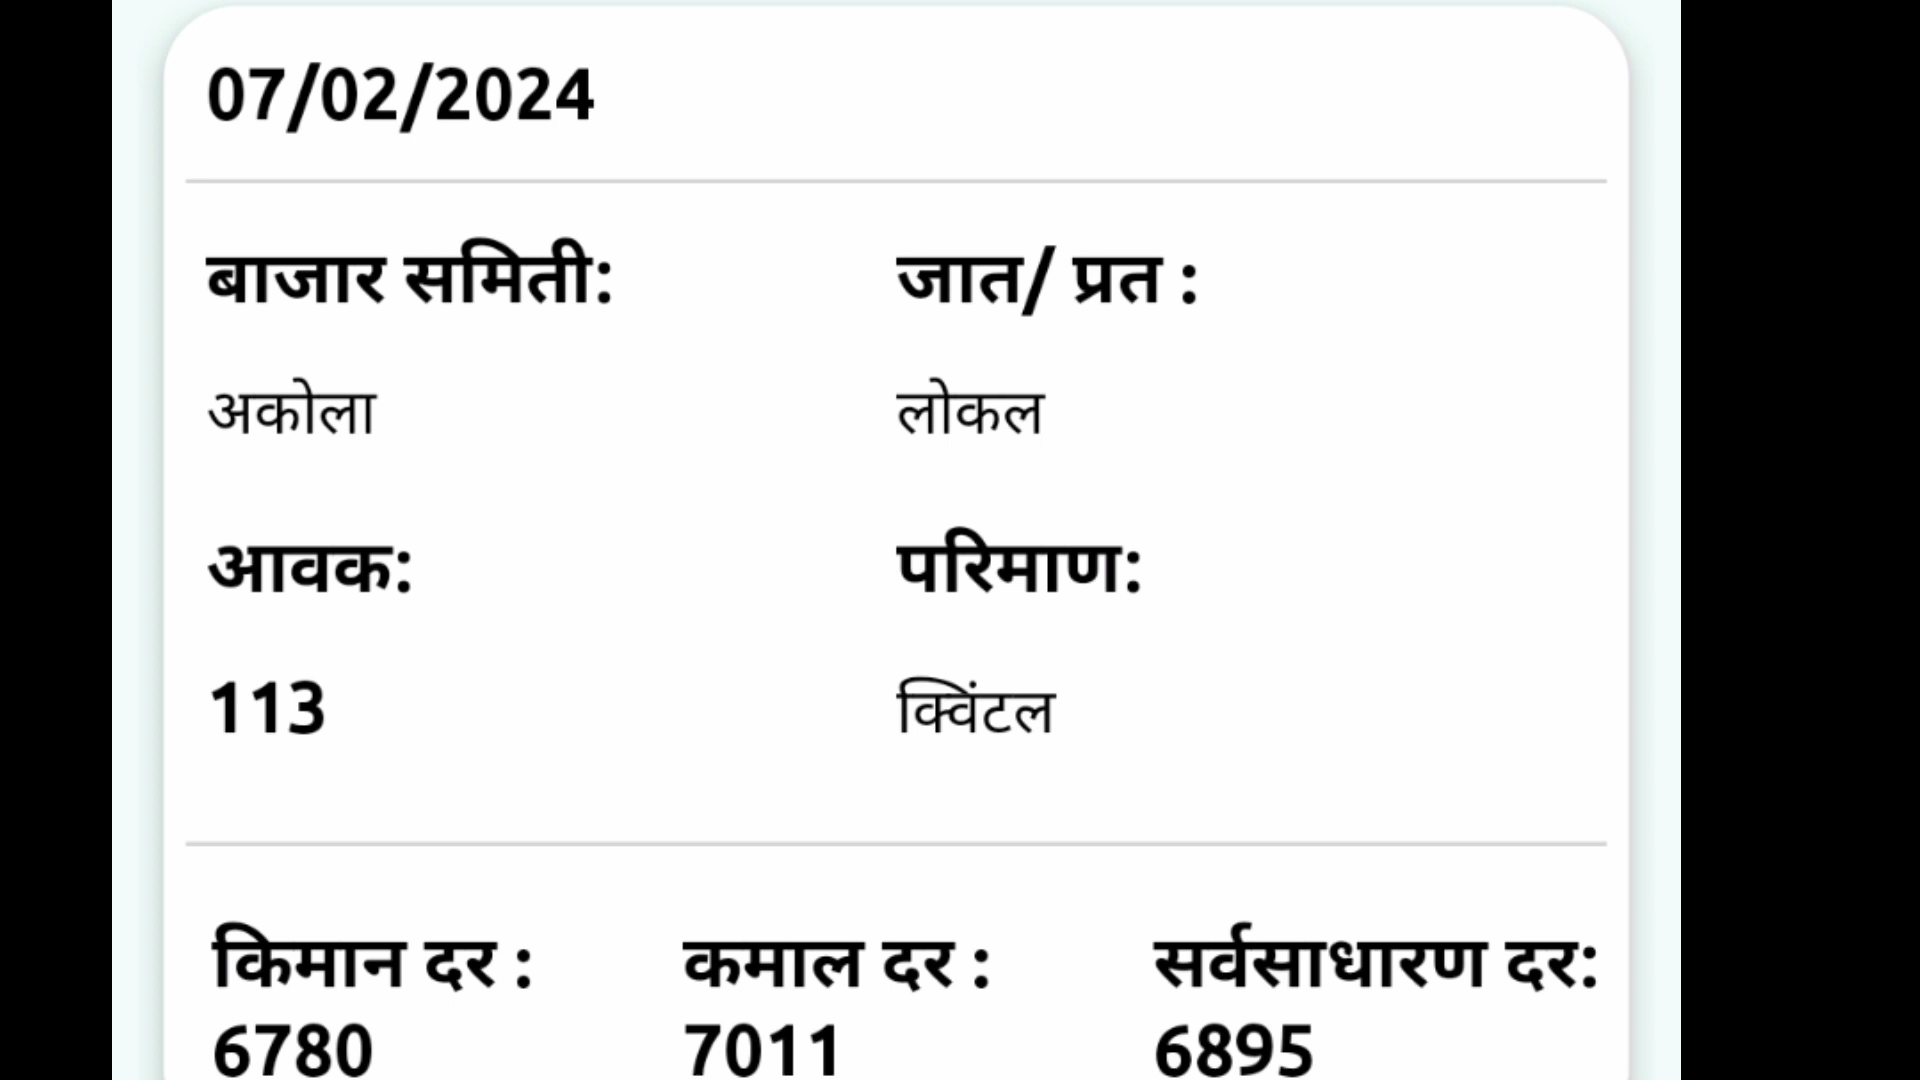 07/02/2024
बाजार समिती: जात/ प्रत :
अकोला लोकल
आवक: परिमाण:
113 क्विंटल
किमान दर : कमाल दर : सर्वसाधारण दर:
6780 7011 6895